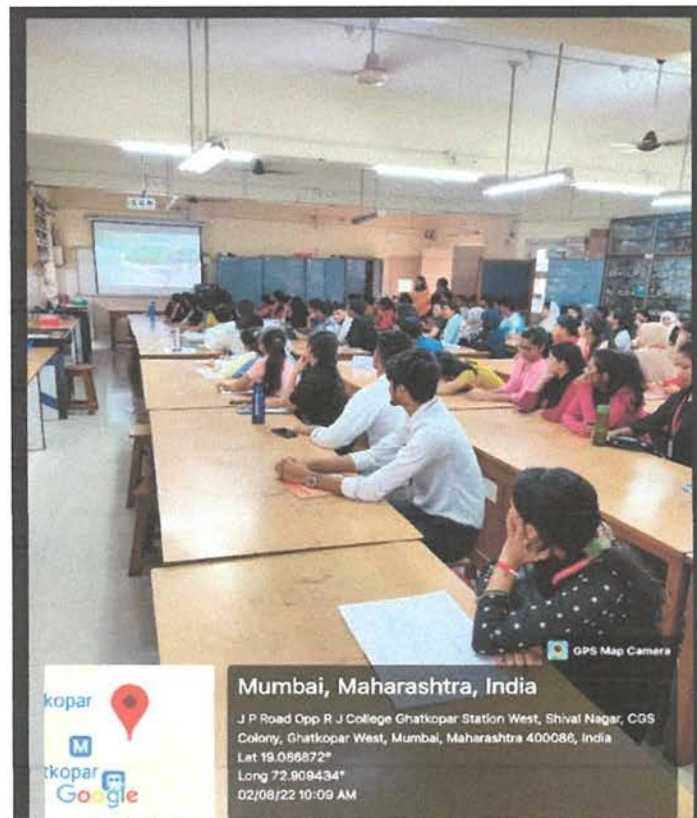 GPS Map Camera
kopar
M
tkopar
Google
Mumbai, Maharashtra, India
J P Road Opp R J College Ghatkopar Station West, Shival Nagar, CGS
Colony, Ghatkopar West, Mumbai, Maharashtra 400086, India
Lat 19.086872°
Long 72.909434°
02/08/22 10:09 AM